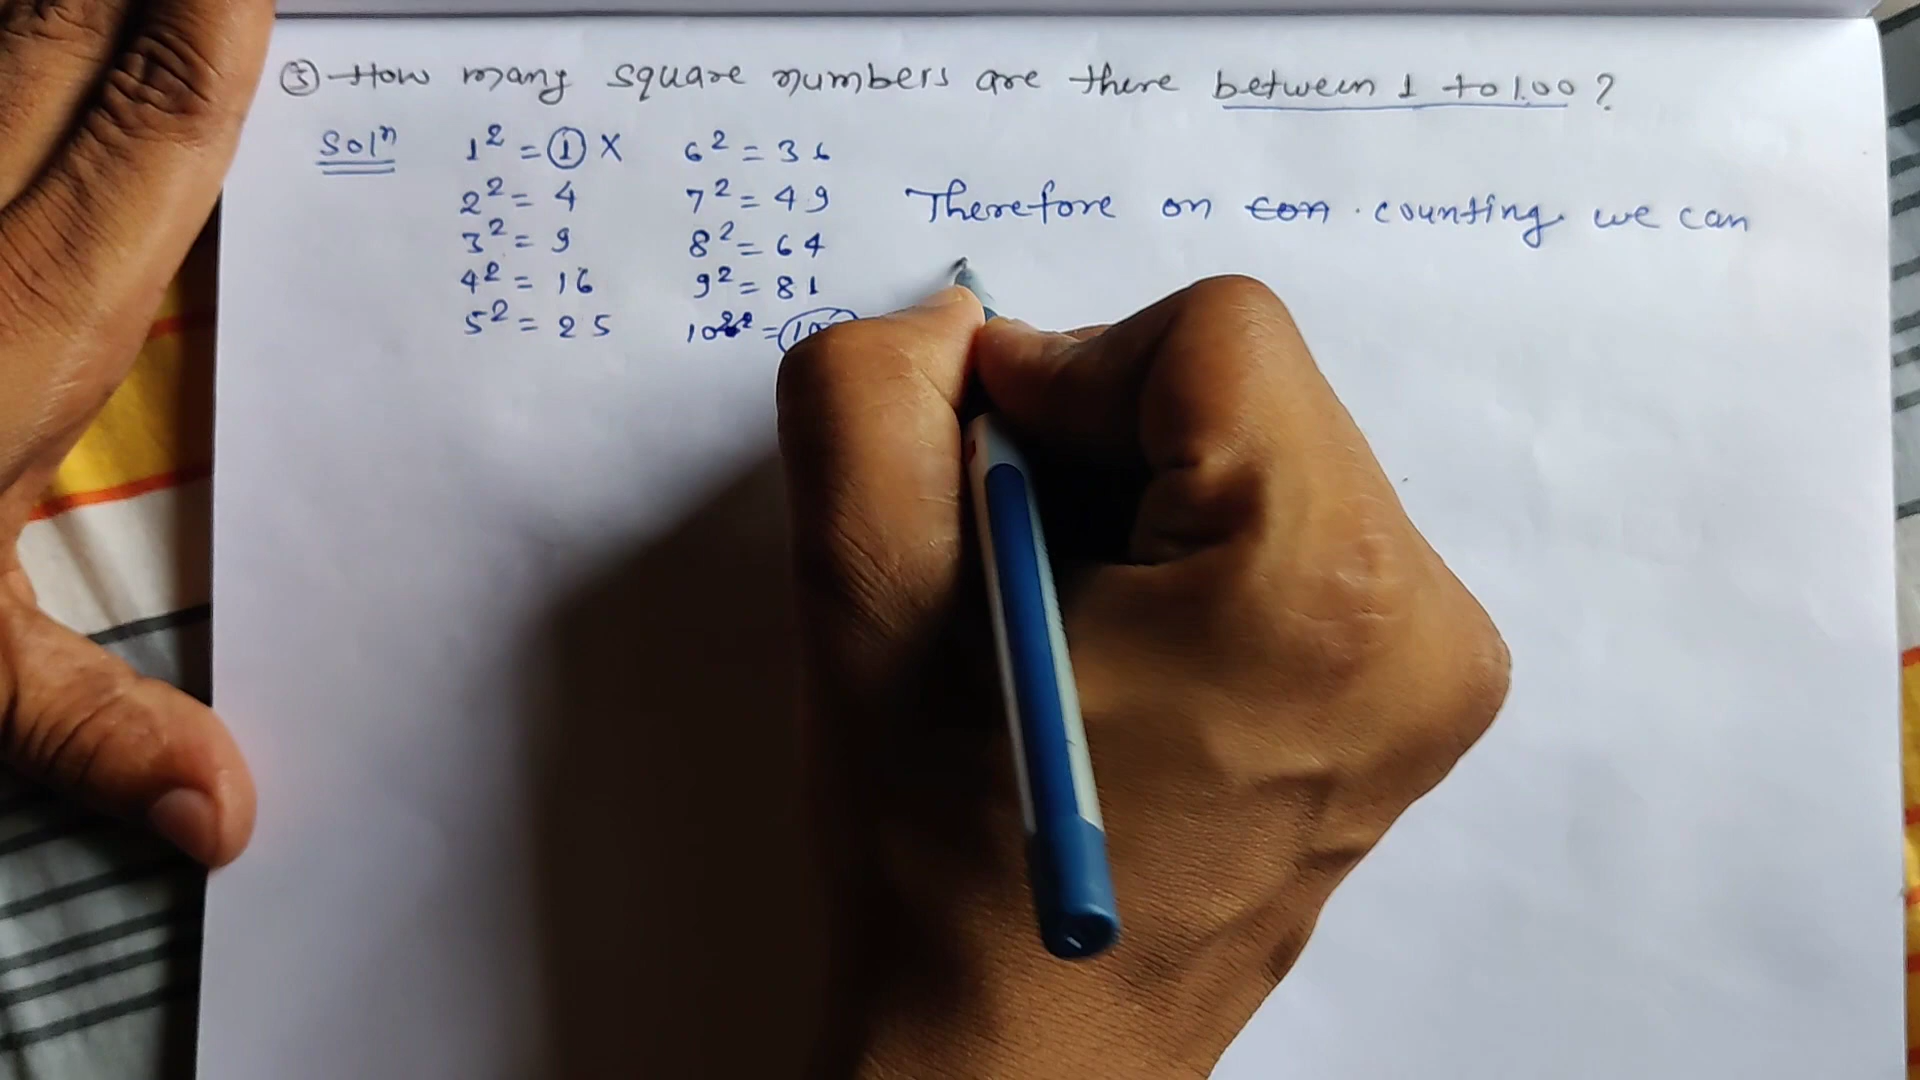 ③ How many square numbers are there between 1 to 100 ?
Solⁿ
1² = 1 ×
2² = 4
3² = 9
4² = 16
5² = 25
6² = 36
7² = 49
8² = 64
9² = 81
10² =
Therefore on con counting we can